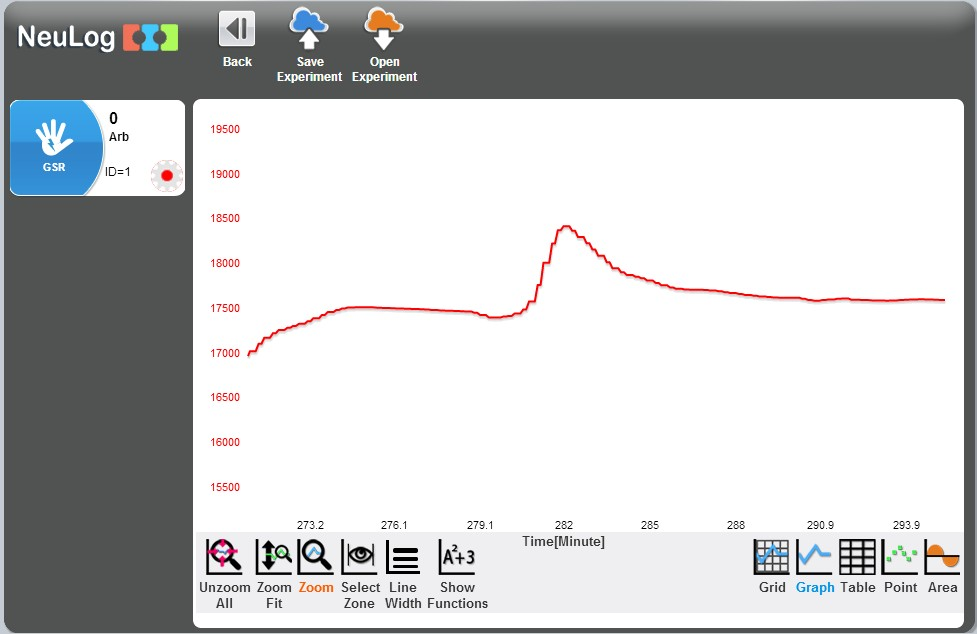 NeuLog
Back
Save
Experiment
Open
Experiment
GSR
0
Arb
ID=1
19500
19000
18500
18000
17500
17000
16500
16000
15500
273.2 276.1 279.1 282 285 288 290.9 293.9
Time[Minute]
A²+3
Unzoom
All
Zoom
Fit
Zoom
Select
Zone
Line
Width
Show
Functions
Grid
Graph
Table
Point
Area